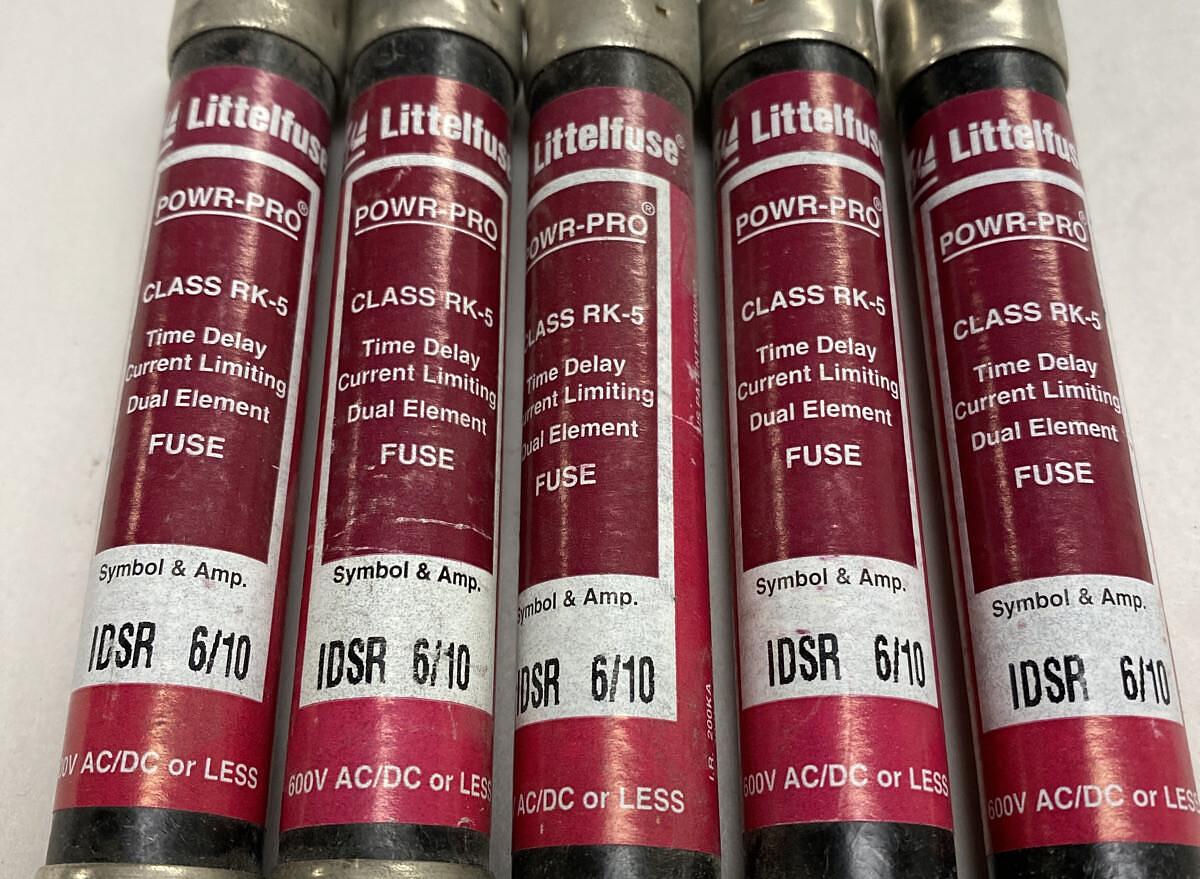 Littelfuse
POWR-PRO®
CLASS RK-5
Time Delay
Current Limiting
Dual Element
FUSE
Symbol & Amp.
IDSR 6/10
AC/DC or LESS
Littelfuse
POWR-PRO
CLASS RK-5
Time Delay
Current Limiting
Dual Element
FUSE
Symbol & Amp.
IDSR 6/10
600V AC/DC or LESS
Littelfuse®
POWR-PRO®
CLASS RK-5
Time Delay
Current Limiting
Dual Element
FUSE
Symbol & Amp.
IDSR 6/10
AC/DC or LESS
I.R. 200KA
Littelfuse
POWR-PRO®
CLASS RK-5
Time Delay
Current Limiting
Dual Element
FUSE
Symbol & Amp.
IDSR 6/10
600V AC/DC or LESS
Littelfuse
POWR-PRO®
CLASS RK-5
Time Delay
Current Limiting
Dual Element
FUSE
Symbol & Amp.
IDSR 6/10
600V AC/DC or LESS